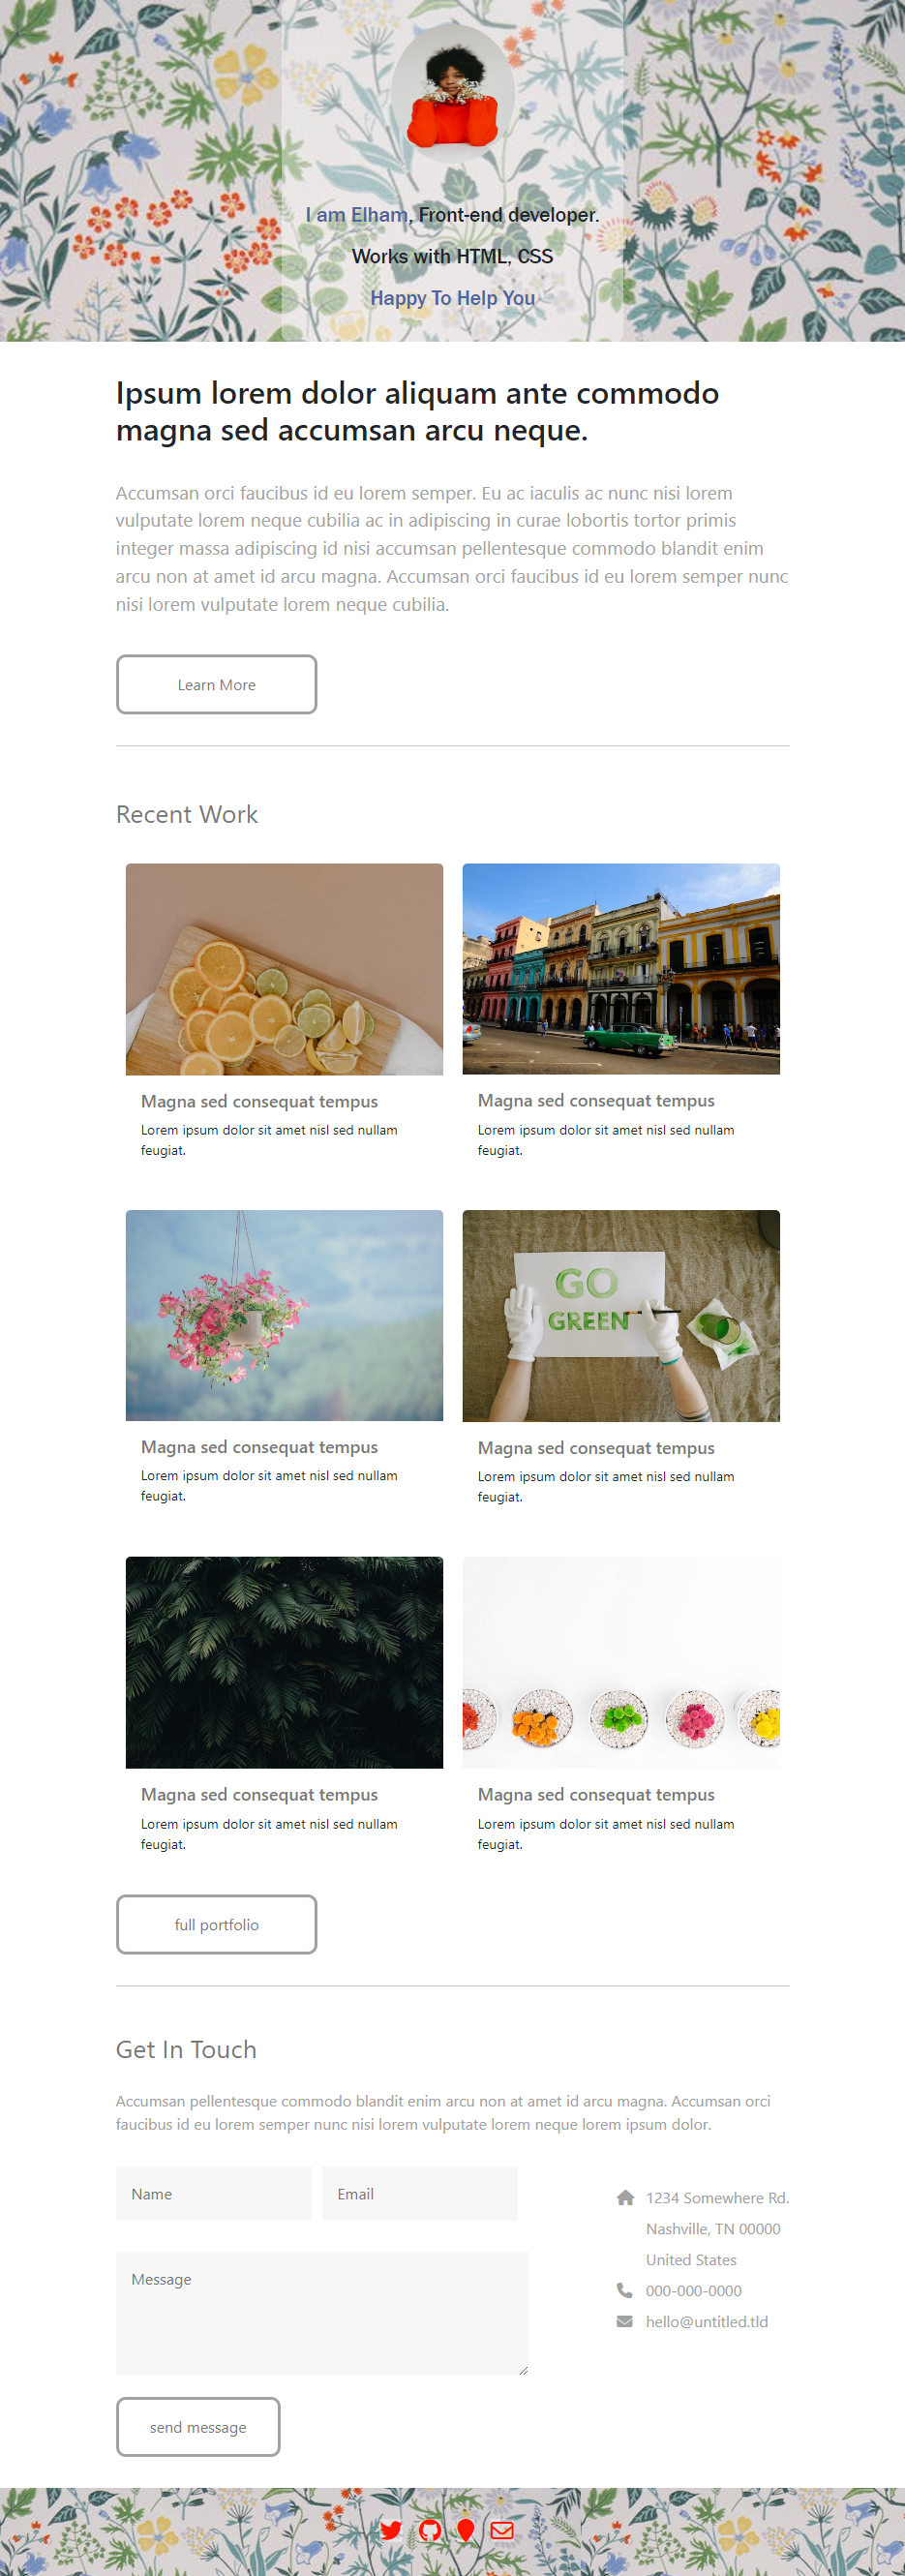 I am Elham, Front-end developer.
Works with HTML, CSS
Happy To Help You
Ipsum lorem dolor aliquam ante commodo
magna sed accumsan arcu neque.
Accumsan orci faucibus id eu lorem semper. Eu ac iaculis ac nunc nisi lorem
vulputate lorem neque cubilia ac in adipiscing in curae lobortis tortor primis
integer massa adipiscing id nisi accumsan pellentesque commodo blandit enim
arcu non at amet id arcu magna. Accumsan orci faucibus id eu lorem semper nunc
nisi lorem vulputate lorem neque cubilia.
Learn More
Recent Work
Magna sed consequat tempus
Lorem ipsum dolor sit amet nisl sed nullam
feugiat.
Magna sed consequat tempus
Lorem ipsum dolor sit amet nisl sed nullam
feugiat.
GO
GREEN
Magna sed consequat tempus
Lorem ipsum dolor sit amet nisl sed nullam
feugiat.
Magna sed consequat tempus
Lorem ipsum dolor sit amet nisl sed nullam
feugiat.
Magna sed consequat tempus
Lorem ipsum dolor sit amet nisl sed nullam
feugiat.
Magna sed consequat tempus
Lorem ipsum dolor sit amet nisl sed nullam
feugiat.
full portfolio
Get In Touch
Accumsan pellentesque commodo blandit enim arcu non at amet id arcu magna. Accumsan orci
faucibus id eu lorem semper nunc nisi lorem vulputate lorem neque lorem ipsum dolor.
Name
Email
Message
send message
1234 Somewhere Rd.
Nashville, TN 00000
United States
000-000-0000
hello@untitled.tld